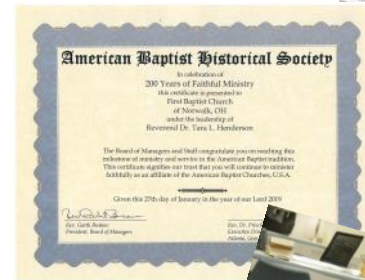 American Baptist Historical Society
In celebration of
200 Years of Faithful Ministry
this certificate is presented to
First Baptist Church
of Norwalk, OH
under the leadership of
Reverend Dr. Tara L. Henderson
The Board of Managers and Staff congratulate you on reaching this
milestone of ministry and service in the American Baptist tradition.
This certificate signifies our trust that you will continue to minister
faithfully as an affiliate of the American Baptist Churches, U.S.A.
Given this 27th day of January in the year of our Lord 2019
President, Board of Managers
Rev. Dr.
Executive
Atlanta,